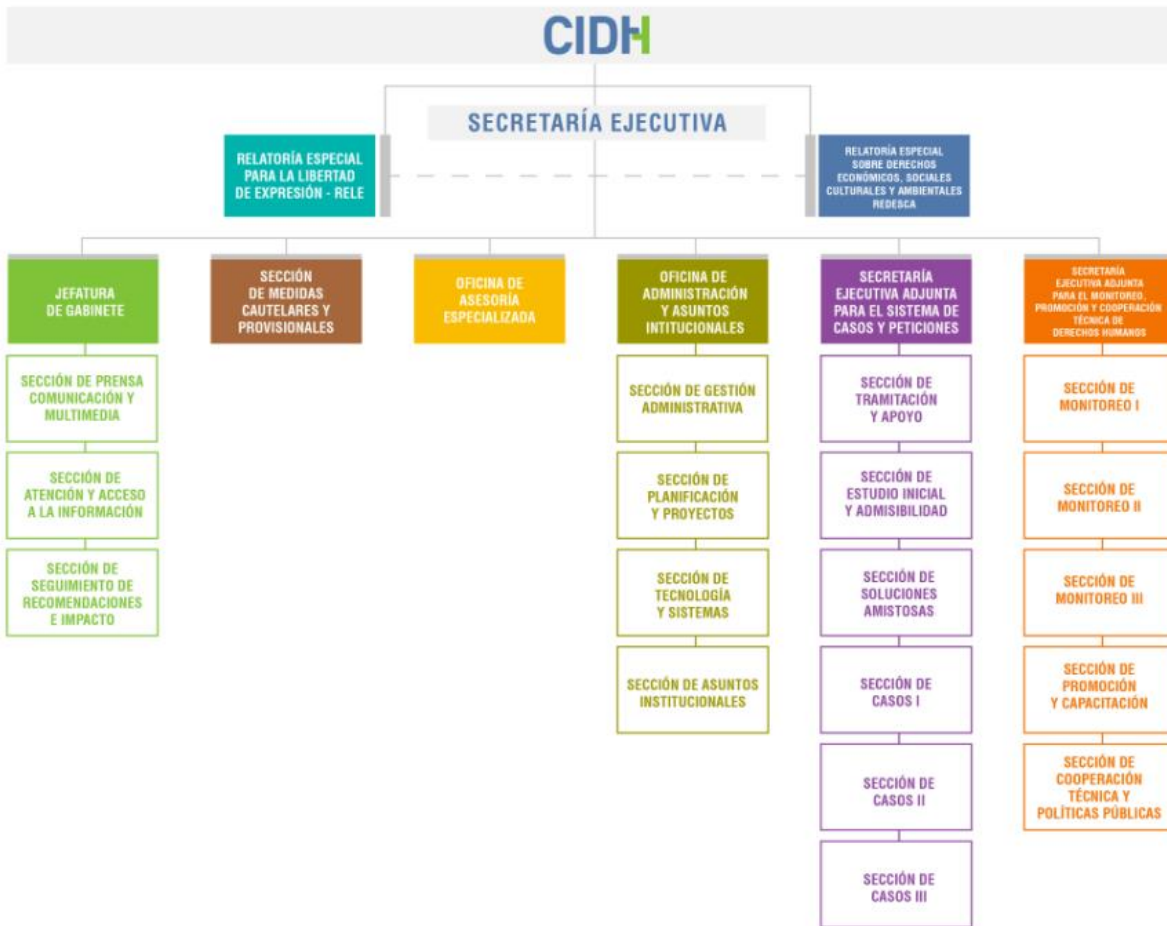 CIDH
SECRETARÍA EJECUTIVA
RELATORÍA ESPECIAL
PARA LA LIBERTAD
DE EXPRESIÓN - RELE
RELATORÍA ESPECIAL
SOBRE DERECHOS
ECONÓMICOS, SOCIALES
CULTURALES Y AMBIENTALES
REDESCA
JEFATURA
DE GABINETE
SECCIÓN DE PRENSA
COMUNICACIÓN Y
MULTIMEDIA
SECCIÓN DE
ATENCIÓN Y ACCESO
A LA INFORMACIÓN
SECCIÓN DE
SEGUIMIENTO DE
RECOMENDACIONES
E IMPACTO
SECCIÓN
DE MEDIDAS
CAUTELARES Y
PROVISIONALES
OFICINA DE
ASESORÍA
ESPECIALIZADA
OFICINA DE
ADMINISTRACIÓN
Y ASUNTOS
INTITUCIONALES
SECCIÓN DE GESTIÓN
ADMINISTRATIVA
SECCIÓN DE
PLANIFICACIÓN
Y PROYECTOS
SECCIÓN DE
TECNOLOGÍA
Y SISTEMAS
SECCIÓN DE ASUNTOS
INSTITUCIONALES
SECRETARÍA
EJECUTIVA ADJUNTA
PARA EL SISTEMA DE
CASOS Y PETICIONES
SECCIÓN DE
TRAMITACIÓN
Y APOYO
SECCIÓN DE
ESTUDIO INICIAL
Y ADMISIBILIDAD
SECCIÓN DE
SOLUCIONES
AMISTOSAS
SECCIÓN DE
CASOS I
SECCIÓN DE
CASOS II
SECCIÓN DE
CASOS III
SECRETARÍA
EJECUTIVA ADJUNTA
PARA EL MONITOREO,
PROMOCIÓN Y COOPERACIÓN
TÉCNICA DE
DERECHOS HUMANOS
SECCIÓN DE
MONITOREO I
SECCIÓN DE
MONITOREO II
SECCIÓN DE
MONITOREO III
SECCIÓN DE
PROMOCIÓN
Y CAPACITACIÓN
SECCIÓN DE
COOPERACIÓN
TÉCNICA Y
POLÍTICAS PÚBLICAS